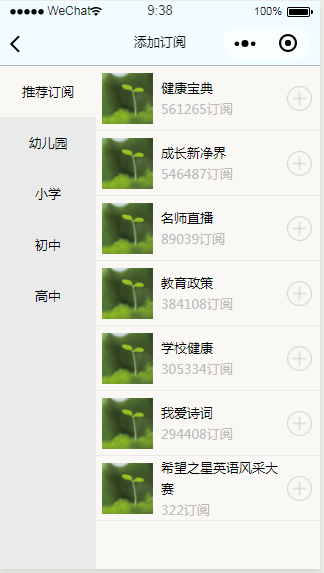 ●●●●● WeChat 9:38 100%
添加订阅
推荐订阅
幼儿园
小学
初中
高中
健康宝典
561265订阅
成长新净界
546487订阅
名师直播
89039订阅
教育政策
384108订阅
学校健康
305334订阅
我爱诗词
294408订阅
希望之星英语风采大
赛
322订阅